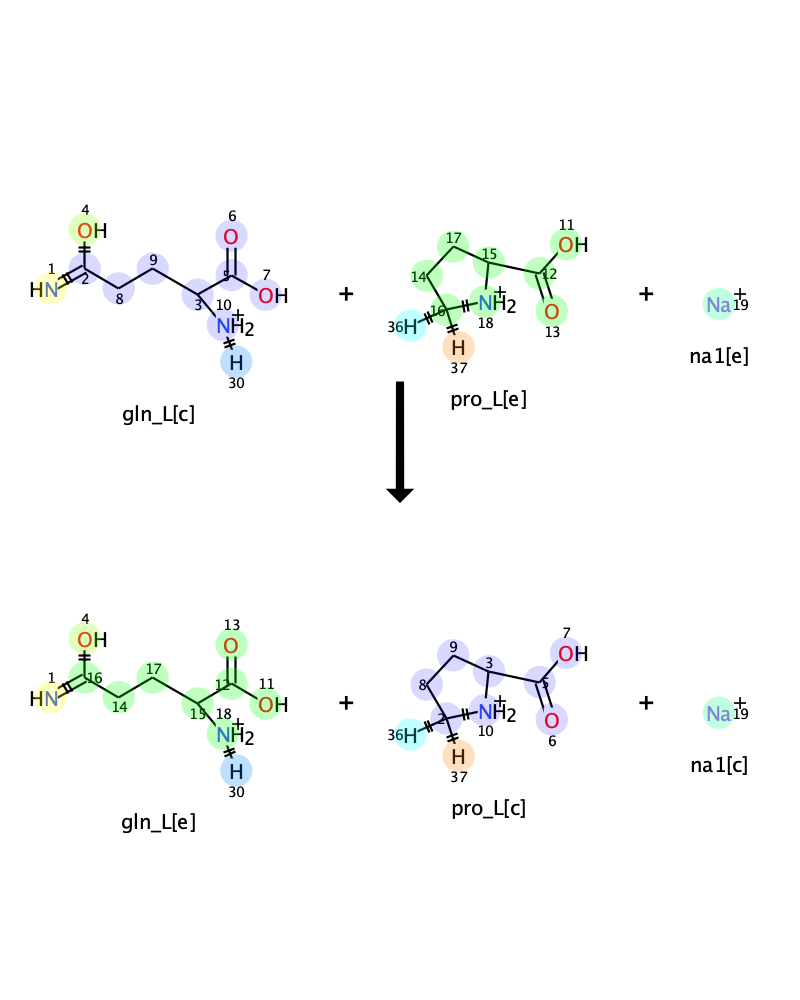 4 OH
1 HN 2
8
9
3
5
6 O
7 OH
10 NH2 +
H 30
gln_L[c]
+
14
17
15
16
36 H
H 37
NH2 + 18
12
11 OH
O 13
pro_L[e]
+
Na + 19
na1[e]
4 OH
1 HN 16
14
17
15
12
13 O
11 OH
18 NH2 +
H 30
gln_L[e]
+
8
9
3
2
36 H
H 37
NH2 + 10
5
7 OH
O 6
pro_L[c]
+
Na + 19
na1[c]